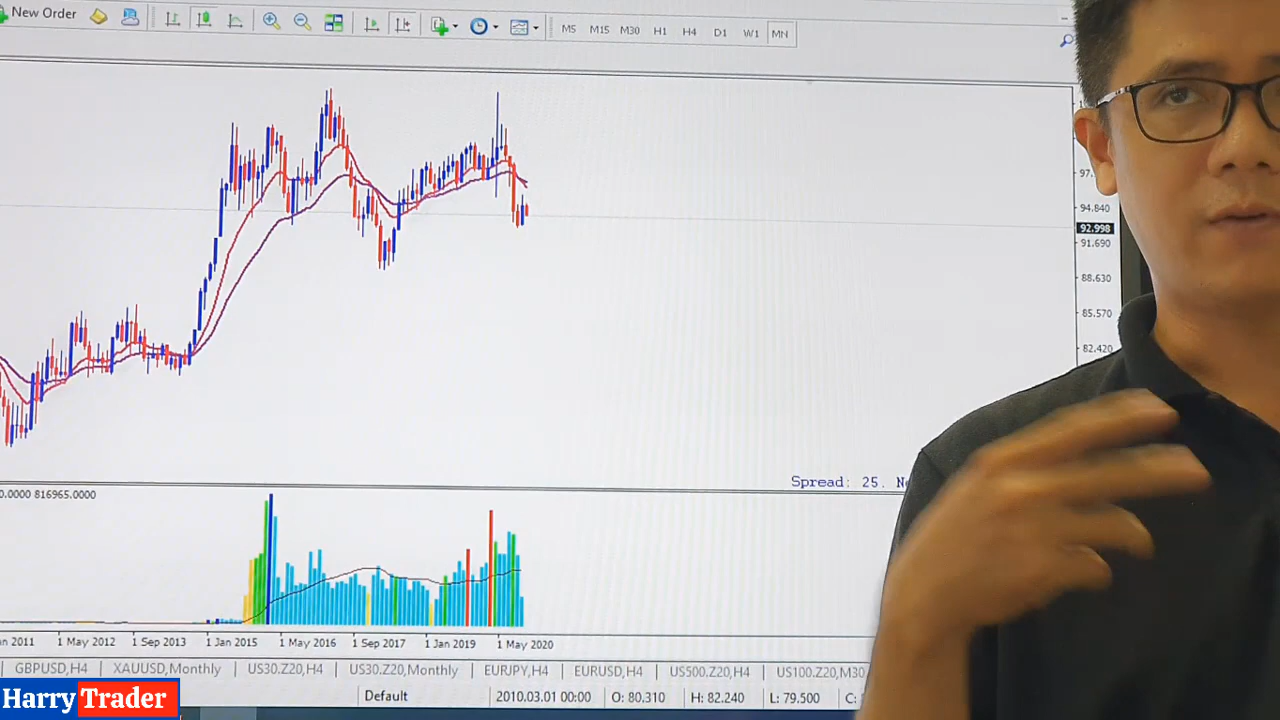 New Order
M5 M15 M30 H1 H4 D1 W1 MN
94.840
92.998
91.690
88.630
85.570
82.420
Spread: 25.
0.0000 816965.0000
2011 1 May 2012 1 Sep 2013 1 Jan 2015 1 May 2016 1 Sep 2017 1 Jan 2019 1 May 2020
GBPUSD,H4 XAUUSD,Monthly US30.Z20,H4 US30.Z20,Monthly EURJPY,H4 EURUSD,H4 US500.Z20,H4 US100.Z20,M30
Default 2010.03.01 00:00 O: 80.310 H: 82.240 L: 79.500 C:
Harry Trader